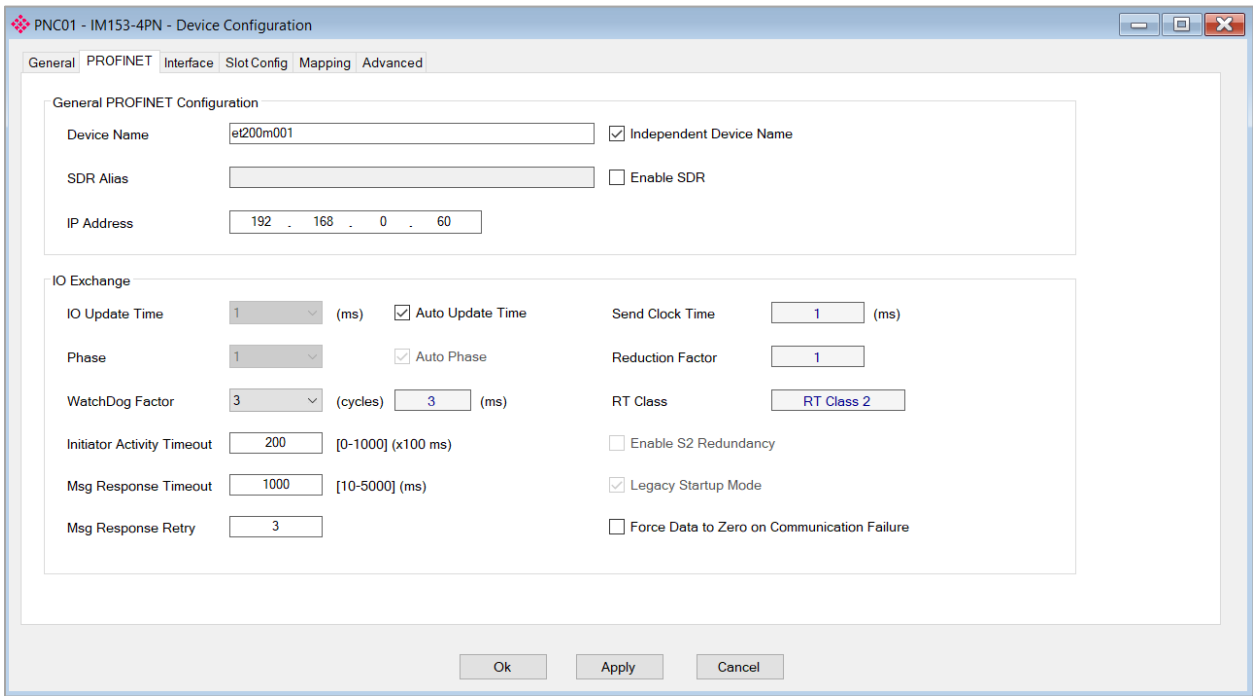 PNC01 - IM153-4PN - Device Configuration
General PROFINET Interface Slot Config Mapping Advanced
General PROFINET Configuration
Device Name et200m001 Independent Device Name
SDR Alias Enable SDR
IP Address 192 . 168 . 0 . 60
IO Exchange
IO Update Time 1 (ms) Auto Update Time Send Clock Time 1 (ms)
Phase 1 Auto Phase Reduction Factor 1
WatchDog Factor 3 (cycles) 3 (ms) RT Class RT Class 2
Initiator Activity Timeout 200 [0-1000] (x100 ms) Enable S2 Redundancy
Msg Response Timeout 1000 [10-5000] (ms) Legacy Startup Mode
Msg Response Retry 3 Force Data to Zero on Communication Failure
Ok Apply Cancel